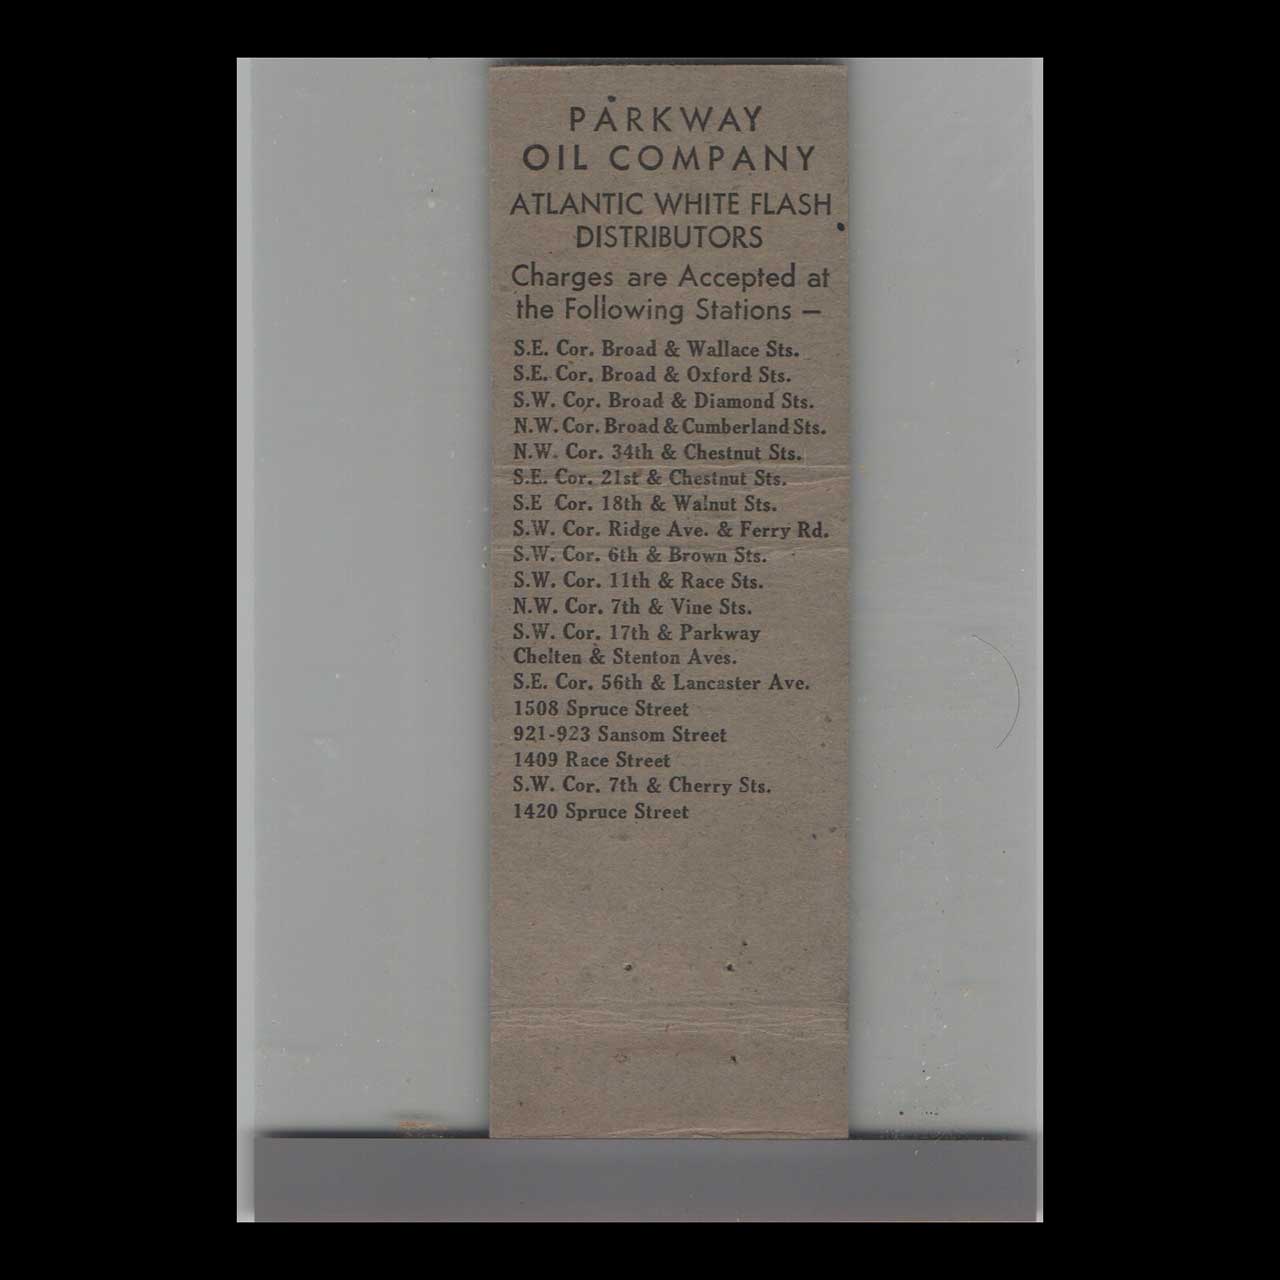 PARKWAY
OIL COMPANY
ATLANTIC WHITE FLASH
DISTRIBUTORS
Charges are Accepted at
the Following Stations —
S.E. Cor. Broad & Wallace Sts.
S.E. Cor. Broad & Oxford Sts.
S.W. Cor. Broad & Diamond Sts.
N.W. Cor. Broad & Cumberland Sts.
N.W. Cor. 34th & Chestnut Sts.
S.E. Cor. 21st & Chestnut Sts.
S.E Cor. 18th & Walnut Sts.
S.W. Cor. Ridge Ave. & Ferry Rd.
S.W. Cor. 6th & Brown Sts.
S.W. Cor. 11th & Race Sts.
N.W. Cor. 7th & Vine Sts.
S.W. Cor. 17th & Parkway
Chelten & Stenton Aves.
S.E. Cor. 56th & Lancaster Ave.
1508 Spruce Street
921-923 Sansom Street
1409 Race Street
S.W. Cor. 7th & Cherry Sts.
1420 Spruce Street